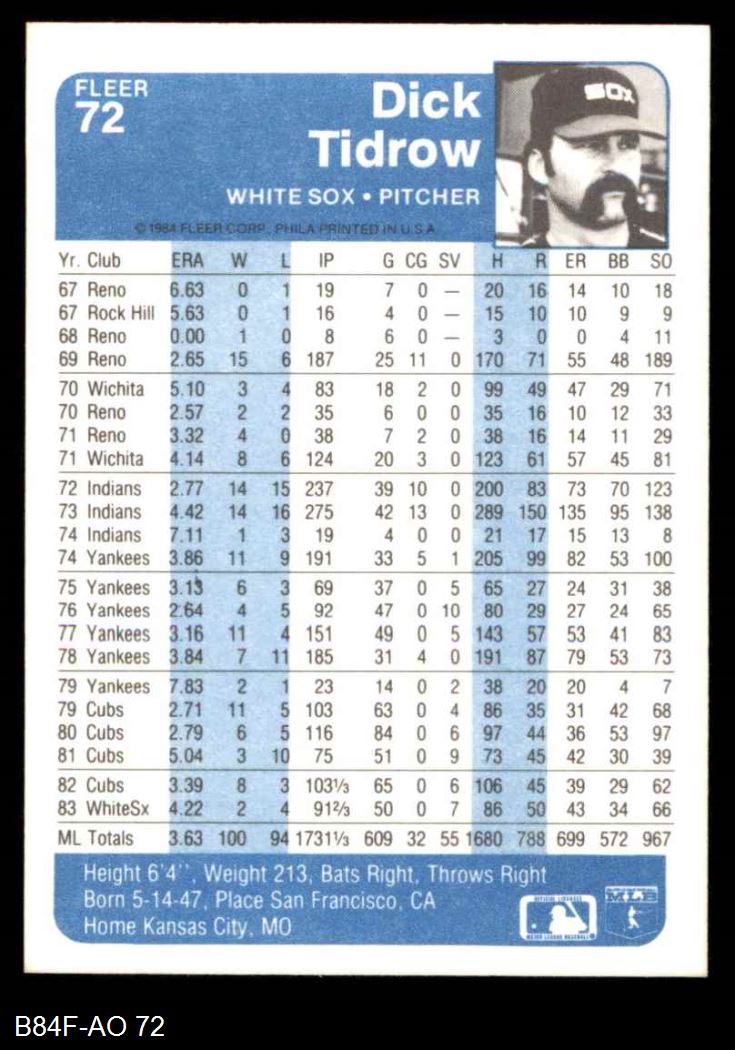 FLEER
72
Dick
Tidrow
WHITE SOX • PITCHER
© 1984 FLEER CORP. PHILA PRINTED IN U.S.A.
SOX
Yr. Club ERA W L IP G CG SV H R ER BB SO
67 Reno 6.63 0 1 19 7 0 — 20 16 14 10 18
67 Rock Hill 5.63 0 1 16 4 0 — 15 10 10 9 9
68 Reno 0.00 1 0 8 6 0 — 3 0 0 4 11
69 Reno 2.65 15 6 187 25 11 0 170 71 55 48 189
70 Wichita 5.10 3 4 83 18 2 0 99 49 47 29 71
70 Reno 2.57 2 2 35 6 0 0 35 16 10 12 33
71 Reno 3.32 4 0 38 7 2 0 38 16 14 11 29
71 Wichita 4.14 8 6 124 20 3 0 123 61 57 45 81
72 Indians 2.77 14 15 237 39 10 0 200 83 73 70 123
73 Indians 4.42 14 16 275 42 13 0 289 150 135 95 138
74 Indians 7.11 1 3 19 4 0 0 21 17 15 13 8
74 Yankees 3.86 11 9 191 33 5 1 205 99 82 53 100
75 Yankees 3.13 6 3 69 37 0 5 65 27 24 31 38
76 Yankees 2.64 4 5 92 47 0 10 80 29 27 24 65
77 Yankees 3.16 11 4 151 49 0 5 143 57 53 41 83
78 Yankees 3.84 7 11 185 31 4 0 191 87 79 53 73
79 Yankees 7.83 2 1 23 14 0 2 38 20 20 4 7
79 Cubs 2.71 11 5 103 63 0 4 86 35 31 42 68
80 Cubs 2.79 6 5 116 84 0 6 97 44 36 53 97
81 Cubs 5.04 3 10 75 51 0 9 73 45 42 30 39
82 Cubs 3.39 8 3 103⅓ 65 0 6 106 45 39 29 62
83 WhiteSx 4.22 2 4 91⅔ 50 0 7 86 50 43 34 66
ML Totals 3.63 100 94 1731⅓ 609 32 55 1680 788 699 572 967
Height 6'4'', Weight 213, Bats Right, Throws Right
Born 5-14-47, Place San Francisco, CA
Home Kansas City, MO
OFFICIAL LICENSEE
MAJOR LEAGUE BASEBALL
MLB
B84F-AO 72